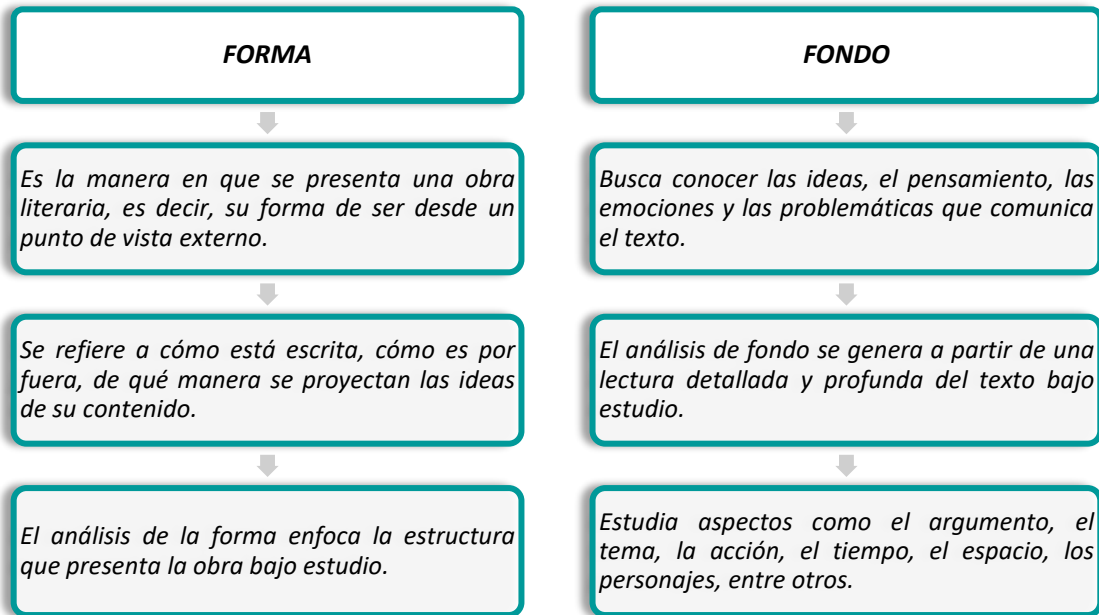 FORMA
Es la manera en que se presenta una obra
literaria, es decir, su forma de ser desde un
punto de vista externo.
Se refiere a cómo está escrita, cómo es por
fuera, de qué manera se proyectan las ideas
de su contenido.
El análisis de la forma enfoca la estructura
que presenta la obra bajo estudio.
FONDO
Busca conocer las ideas, el pensamiento, las
emociones y las problemáticas que comunica
el texto.
El análisis de fondo se genera a partir de una
lectura detallada y profunda del texto bajo
estudio.
Estudia aspectos como el argumento, el
tema, la acción, el tiempo, el espacio, los
personajes, entre otros.